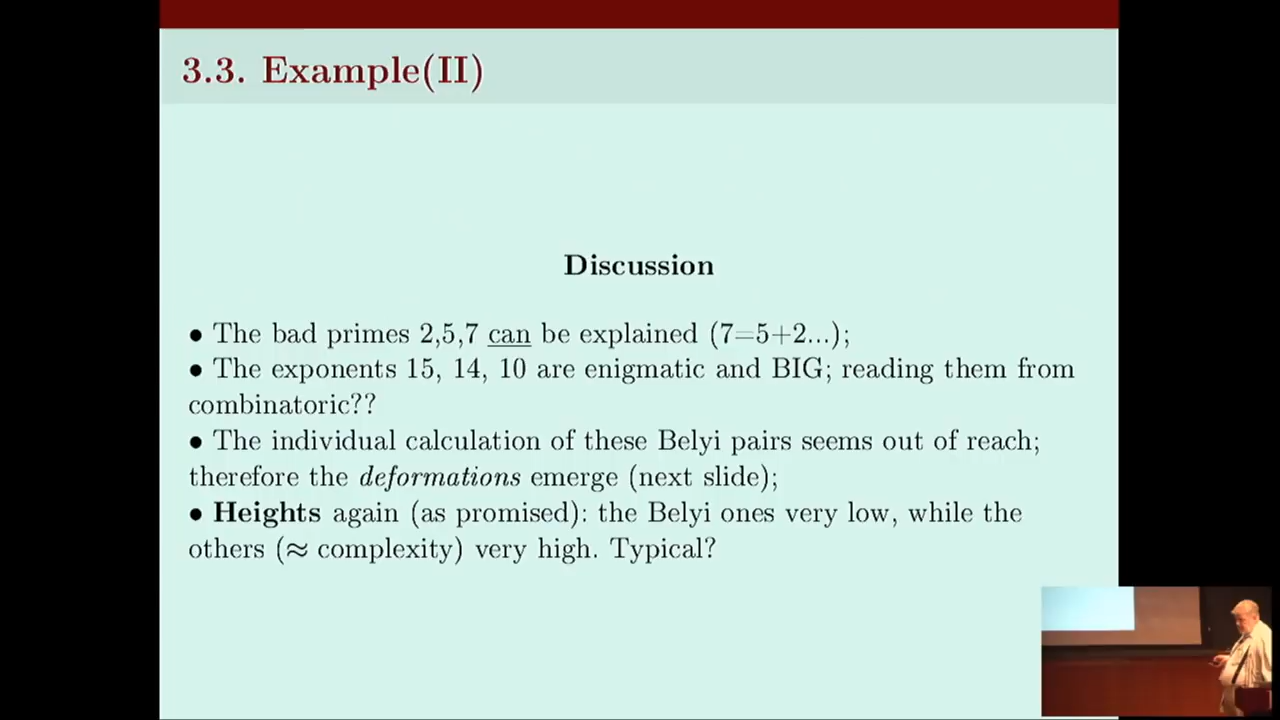 3.3. Example(II)
Discussion
• The bad primes 2,5,7 can be explained (7=5+2...);
• The exponents 15, 14, 10 are enigmatic and BIG; reading them from
combinatoric??
• The individual calculation of these Belyi pairs seems out of reach;
therefore the deformations emerge (next slide);
• Heights again (as promised): the Belyi ones very low, while the
others (≈ complexity) very high. Typical?